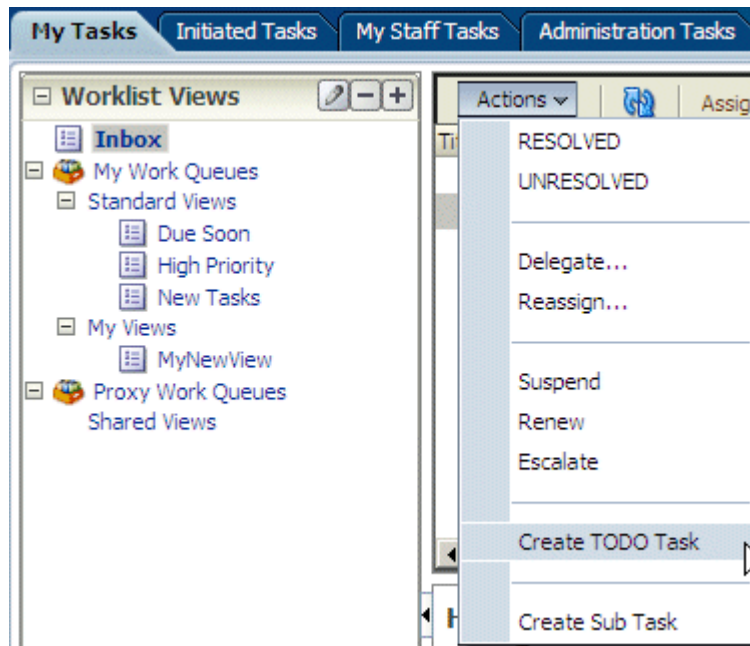 My Tasks
Initiated Tasks
My Staff Tasks
Administration Tasks
Worklist Views
Inbox
My Work Queues
Standard Views
Due Soon
High Priority
New Tasks
My Views
MyNewView
Proxy Work Queues
Shared Views
Actions
RESOLVED
UNRESOLVED
Delegate...
Reassign...
Suspend
Renew
Escalate
Create TODO Task
Create Sub Task